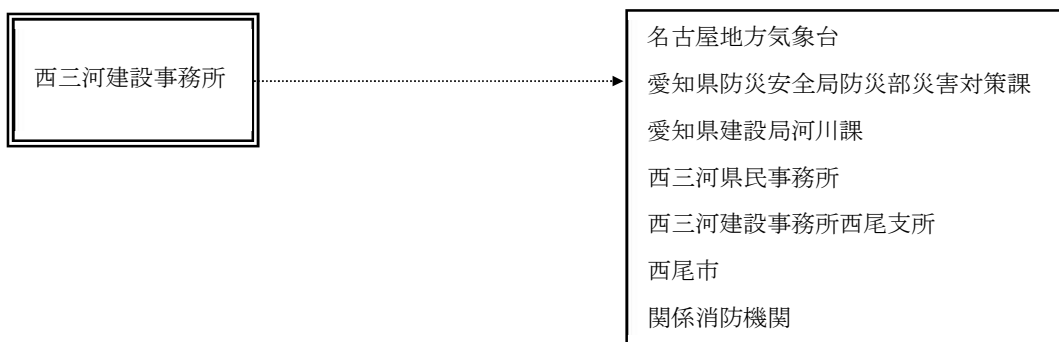 西三河建設事務所
名古屋地方気象台
愛知県防災安全局防災部災害対策課
愛知県建設局河川課
西三河県民事務所
西三河建設事務所西尾支所
西尾市
関係消防機関